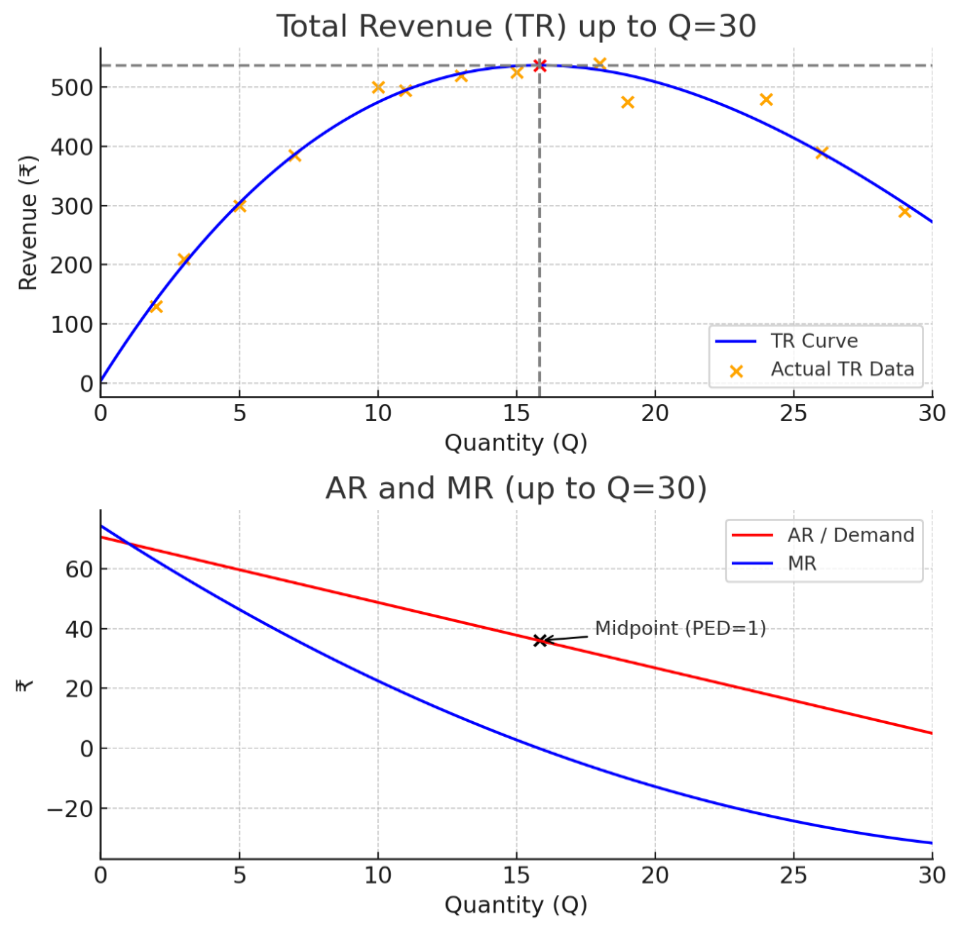 Total Revenue (TR) up to Q=30
Revenue (₹)
500
400
300
200
100
0
TR Curve
Actual TR Data
0 5 10 15 20 25 30
Quantity (Q)
AR and MR (up to Q=30)
₹
60
40
20
0
−20
AR / Demand
MR
Midpoint (PED=1)
0 5 10 15 20 25 30
Quantity (Q)